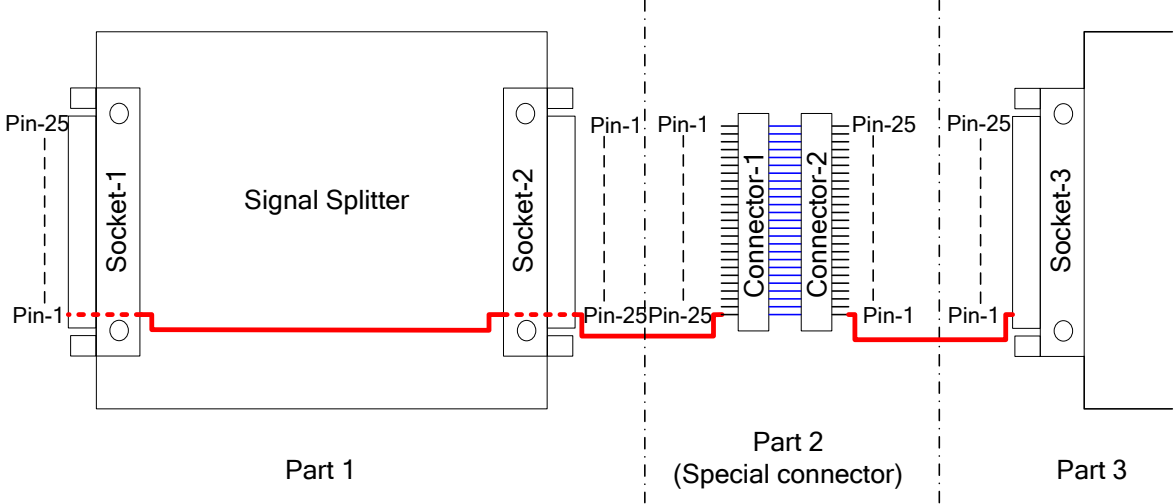 Pin-25
Pin-1
Socket-1
Signal Splitter
Socket-2
Pin-1
Pin-25
Pin-1
Pin-25
Connector-1
Connector-2
Pin-25
Pin-1
Pin-25
Pin-1
Socket-3
Part 1
Part 2
(Special connector)
Part 3